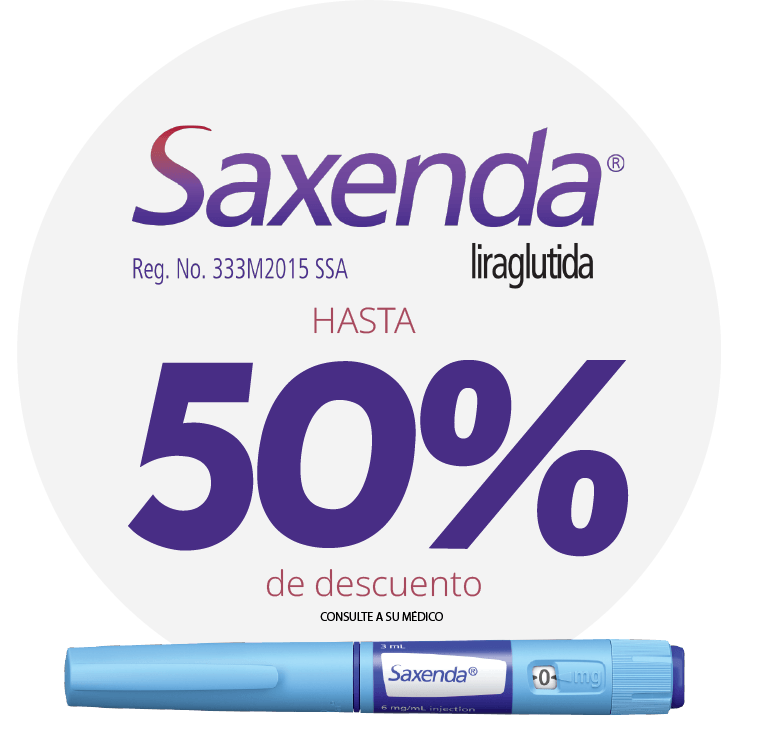 Saxenda®
Reg. No. 333M2015 SSA
liraglutida
HASTA
50%
de descuento
CONSULTE A SU MÉDICO
3 mL
Saxenda®
0 mg
6 mg/mL injection